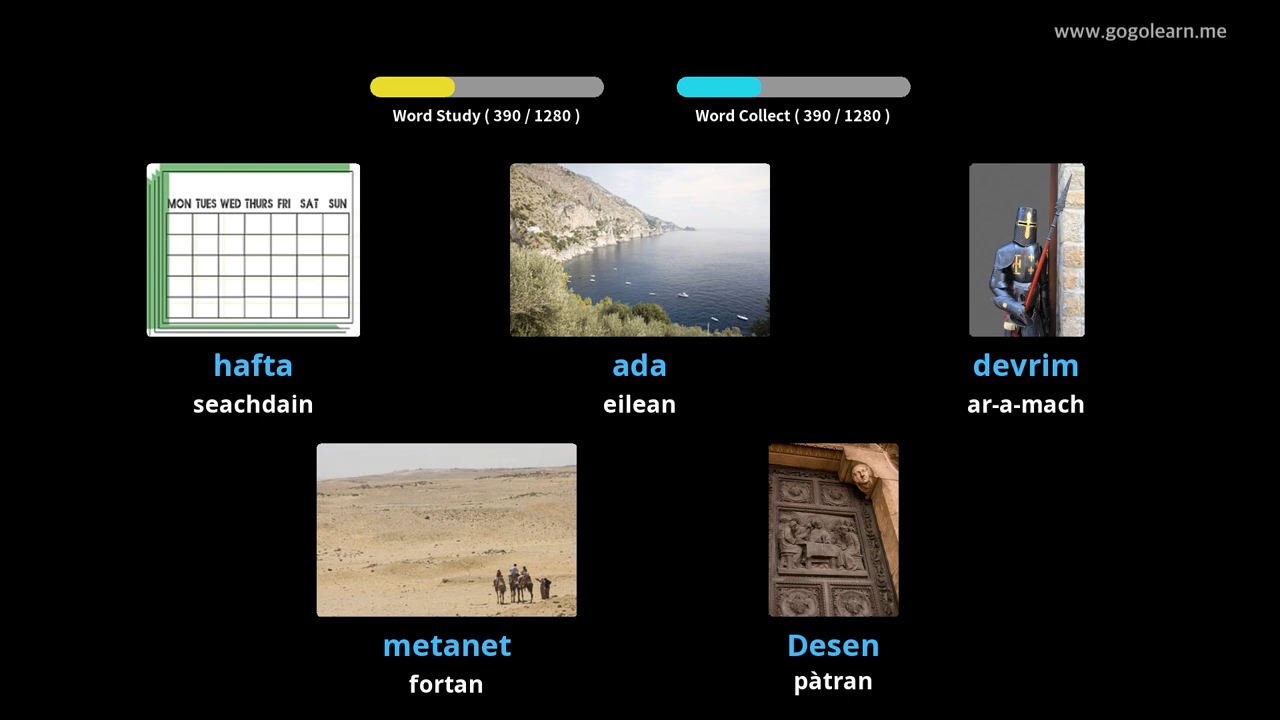 www.gogolearn.me
Word Study ( 390 / 1280 )
Word Collect ( 390 / 1280 )
MON TUES WED THURS FRI SAT SUN
hafta
seachdain
ada
eilean
devrim
ar-a-mach
metanet
fortan
Desen
pàtran